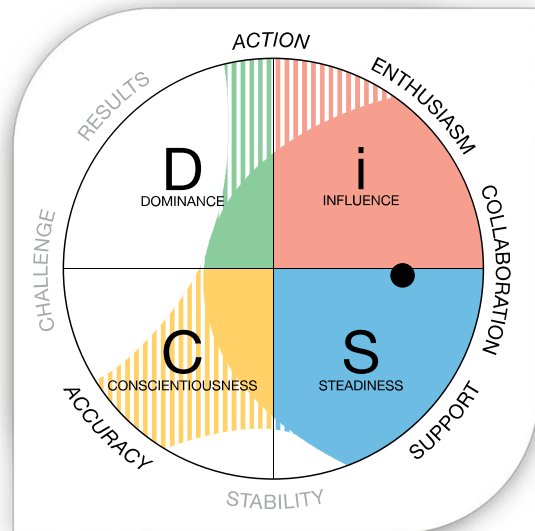 ACTION
RESULTS
ENTHUSIASM
D
DOMINANCE
i
INFLUENCE
CHALLENGE
COLLABORATION
C
CONSCIENTIOUSNESS
S
STEADINESS
ACCURACY
SUPPORT
STABILITY